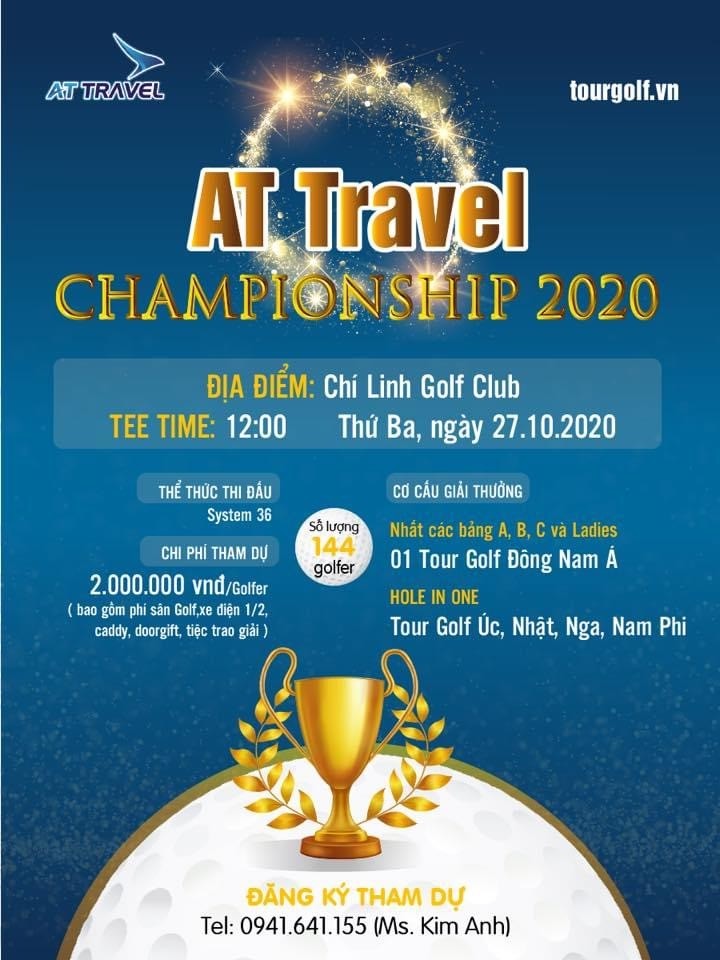 AT TRAVEL
tourgolf.vn
AT Travel
CHAMPIONSHIP 2020
ĐỊA ĐIỂM: Chí Linh Golf Club
TEE TIME: 12:00 Thứ Ba, ngày 27.10.2020
THỂ THỨC THI ĐẤU
System 36
CHI PHÍ THAM DỰ
2.000.000 vnđ/Golfer
( bao gồm phí sân Golf,xe điện 1/2,
caddy, doorgift, tiệc trao giải )
Số lượng
144
golfer
CƠ CẤU GIẢI THƯỞNG
Nhất các bảng A, B, C và Ladies
01 Tour Golf Đông Nam Á
HOLE IN ONE
Tour Golf Úc, Nhật, Nga, Nam Phi
ĐĂNG KÝ THAM DỰ
Tel: 0941.641.155 (Ms. Kim Anh)